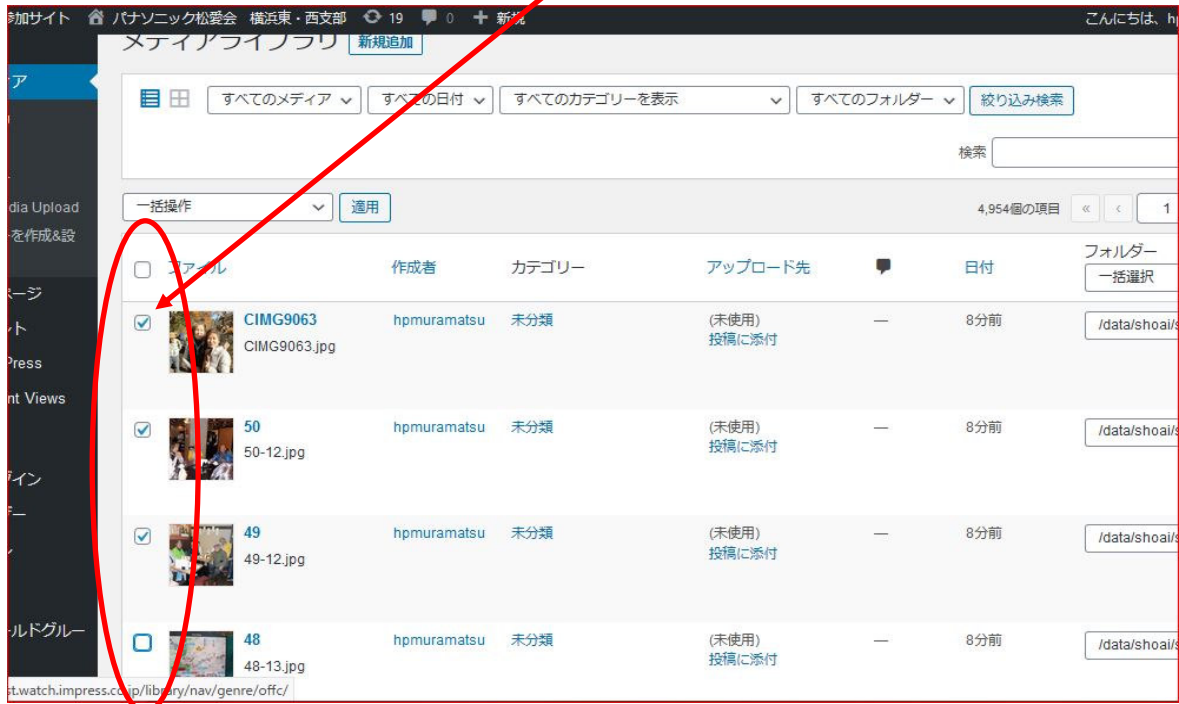 参加サイト パナソニック松愛会 横浜東・西支部 19 0 新規 こんにちは、hp
メディアライブラリ 新規追加
ィア
すべてのメディア すべての日付 すべてのカテゴリーを表示 すべてのフォルダー 絞り込み検索
検索
dia Upload
一括操作 適用 4,954個の項目 « ‹ 1
を作成&設
フォルダー
ファイル 作成者 カテゴリー アップロード先 日付
一括選択
ページ
CIMG9063 hpmuramatsu 未分類 (未使用) — 8分前 /data/shoai/s
ント
投稿に添付
CIMG9063.jpg
Press
nt Views
50 hpmuramatsu 未分類 (未使用) — 8分前 /data/shoai/s
投稿に添付
50-12.jpg
グイン
ザー
49 hpmuramatsu 未分類 (未使用) — 8分前 /data/shoai/s
投稿に添付
49-12.jpg
ールドグルー
48 hpmuramatsu 未分類 (未使用) — 8分前 /data/shoai/s
投稿に添付
48-13.jpg
st.watch.impress.co.jp/library/nav/genre/offc/